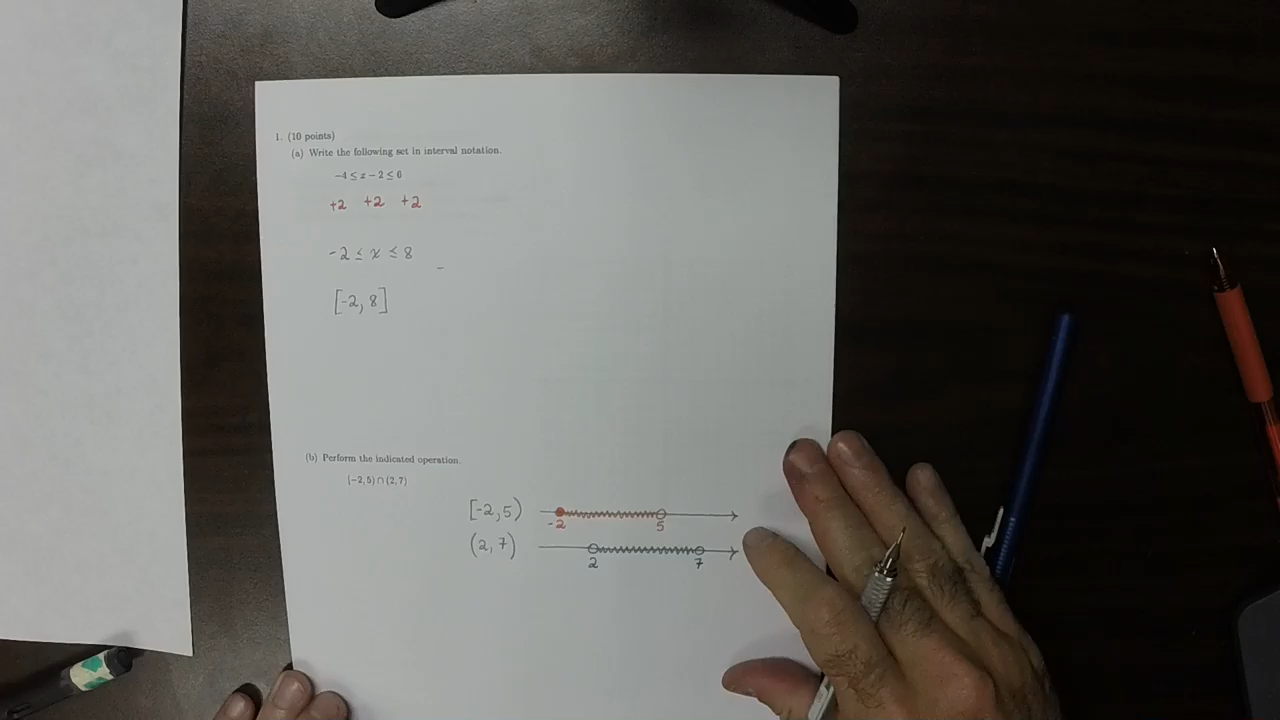 1. (10 points)
(a) Write the following set in interval notation.
-4 ≤ x - 2 ≤ 6
+2 +2 +2
-2 ≤ x ≤ 8
[-2, 8]
(b) Perform the indicated operation.
[-2, 5) ∩ (2, 7)
[-2, 5)
-2 5
(2, 7)
2 7